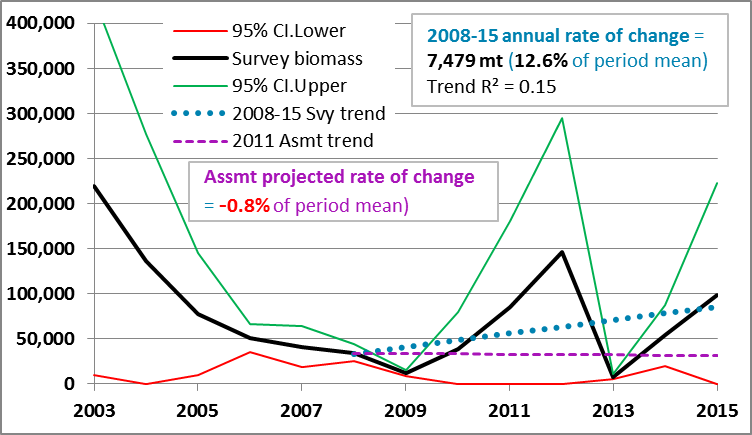 400,000
350,000
300,000
250,000
200,000
150,000
100,000
50,000
0
2003
2005
2007
2009
2011
2013
2015
95% CI.Lower
Survey biomass
95% CI.Upper
2008-15 Svy trend
2011 Asmt trend
2008-15 annual rate of change =
7,479 mt (12.6% of period mean)
Trend R² = 0.15
Assmt projected rate of change
= -0.8% of period mean)